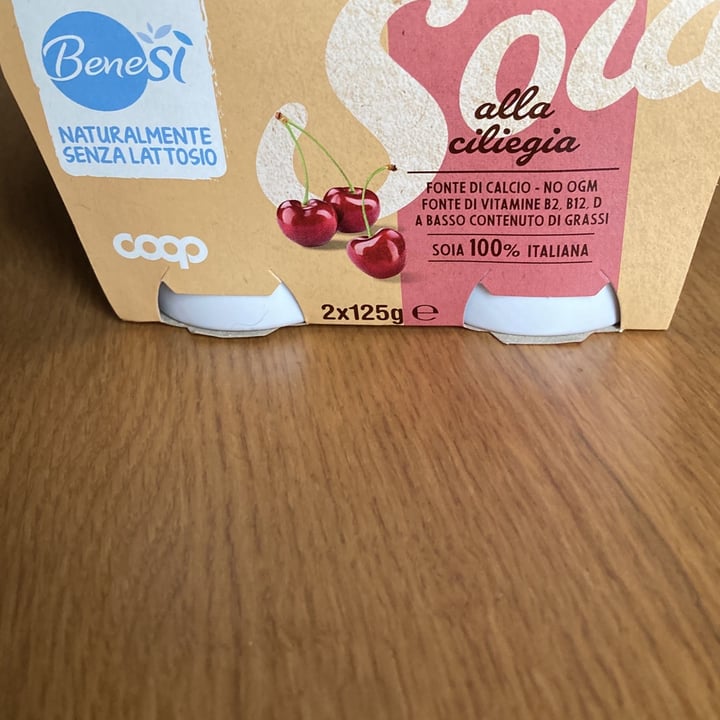 BeneSì
NATURALMENTE
SENZA LATTOSIO
Soia
alla
ciliegia
FONTE DI CALCIO - NO OGM
FONTE DI VITAMINE B2, B12, D
A BASSO CONTENUTO DI GRASSI
SOIA 100% ITALIANA
coop
2x125g e